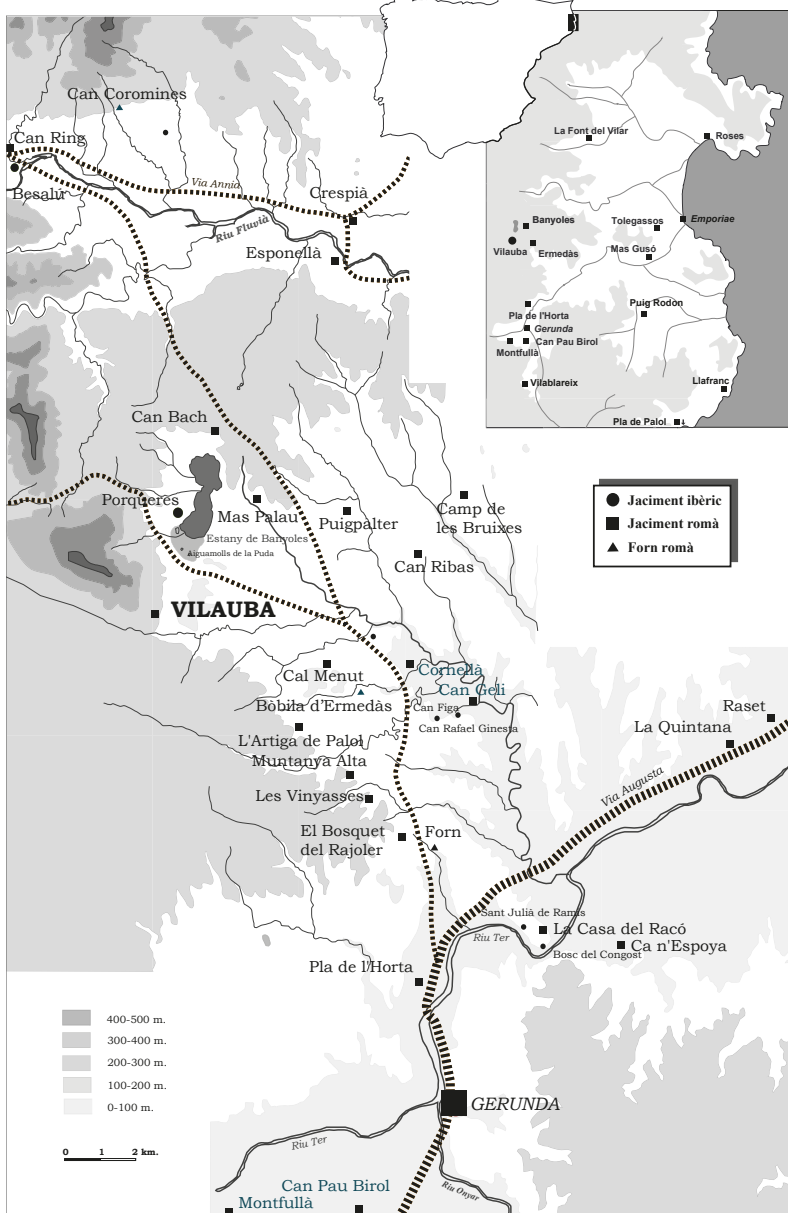 Can Coromines
Can Ring
Besalú
Via Annia
Crespià
Riu Fluvià
Esponellà
Can Bach
Porqueres
Mas Palau
Estany de Banyoles
Aiguamolls de la Puda
Puigpalter
Camp de
les Bruixes
Can Ribas
VILAUBA
Cal Menut
Cornellà
Can Geli
Bòbila d'Ermedàs
Can Figa
Can Rafael Ginesta
L'Artiga de Palol
Muntanya Alta
Les Vinyasses
El Bosquet
del Rajoler
Forn
Raset
La Quintana
Via Augusta
Sant Julià de Ramis
La Casa del Racó
Riu Ter
Bosc del Congost
Ca n'Espoya
Pla de l'Horta
GERUNDA
Riu Ter
Can Pau Birol
Montfullà
Riu Onyar
La Font del Vilar
Roses
Banyoles
Tolegassos
Emporiae
Vilauba
Ermedàs
Mas Gusó
Pla de l'Horta
Puig Rodon
Gerunda
Can Pau Birol
Montfullà
Vilablareix
Llafranc
Pla de Palol
Jaciment ibèric
Jaciment romà
Forn romà
400-500 m.
300-400 m.
200-300 m.
100-200 m.
0-100 m.
0 1 2 km.